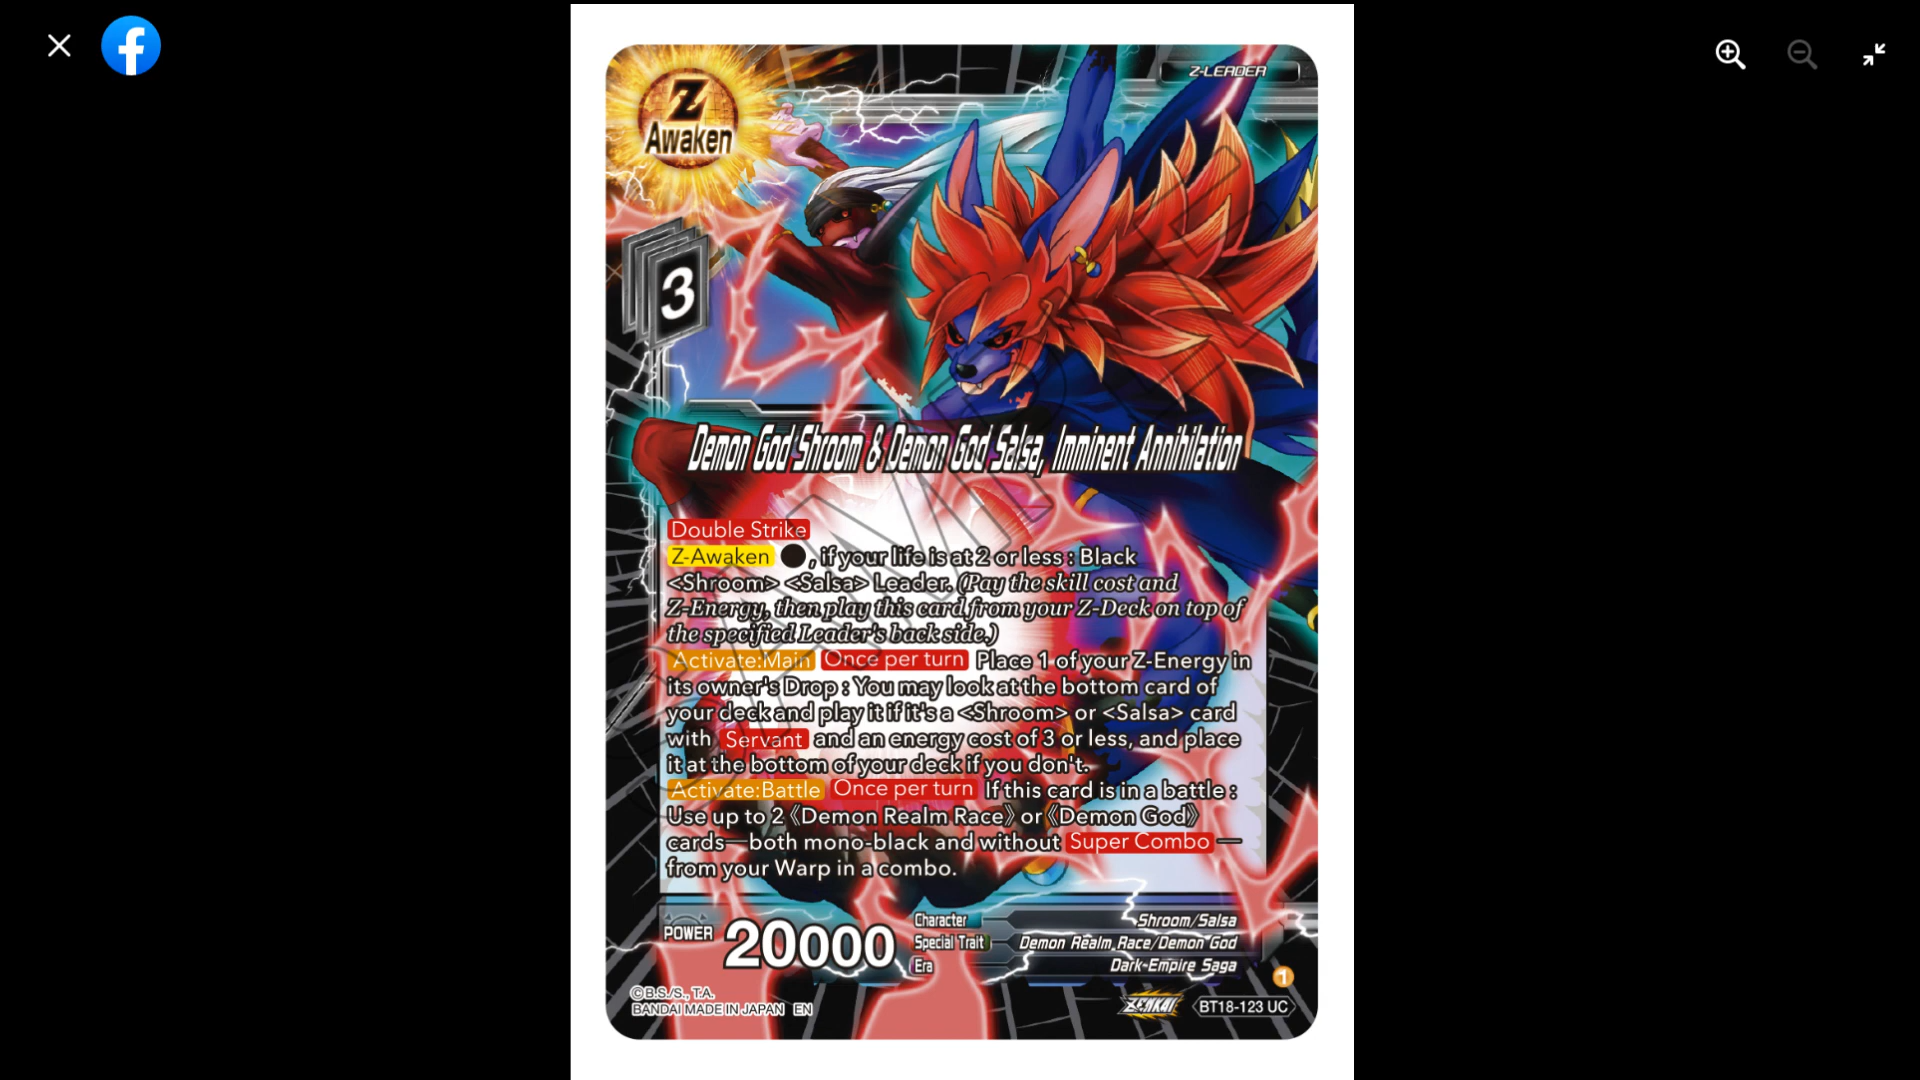 Z-LEADER
Z
Awaken
3
Demon God Shroom & Demon God Salsa, Imminent Annihilation
Double Strike
Z-Awaken ●, if your life is at 2 or less : Black
<Shroom> <Salsa> Leader. (Pay the skill cost and
Z-Energy, then play this card from your Z-Deck on top of
the specified Leader's back side.)
Activate:Main Once per turn Place 1 of your Z-Energy in
its owner's Drop : You may look at the bottom card of
your deck and play it if it's a <Shroom> or <Salsa> card
with Servant and an energy cost of 3 or less, and place
it at the bottom of your deck if you don't.
Activate:Battle Once per turn If this card is in a battle :
Use up to 2 《Demon Realm Race》 or 《Demon God》
cards—both mono-black and without Super Combo —
from your Warp in a combo.
POWER 20000
Character Shroom/Salsa
Special Trait Demon Realm Race/Demon God
Era Dark-Empire Saga
1
©B.S./S., T.A.
BANDAI MADE IN JAPAN EN
ZENKAI BT18-123 UC
SAMPLE